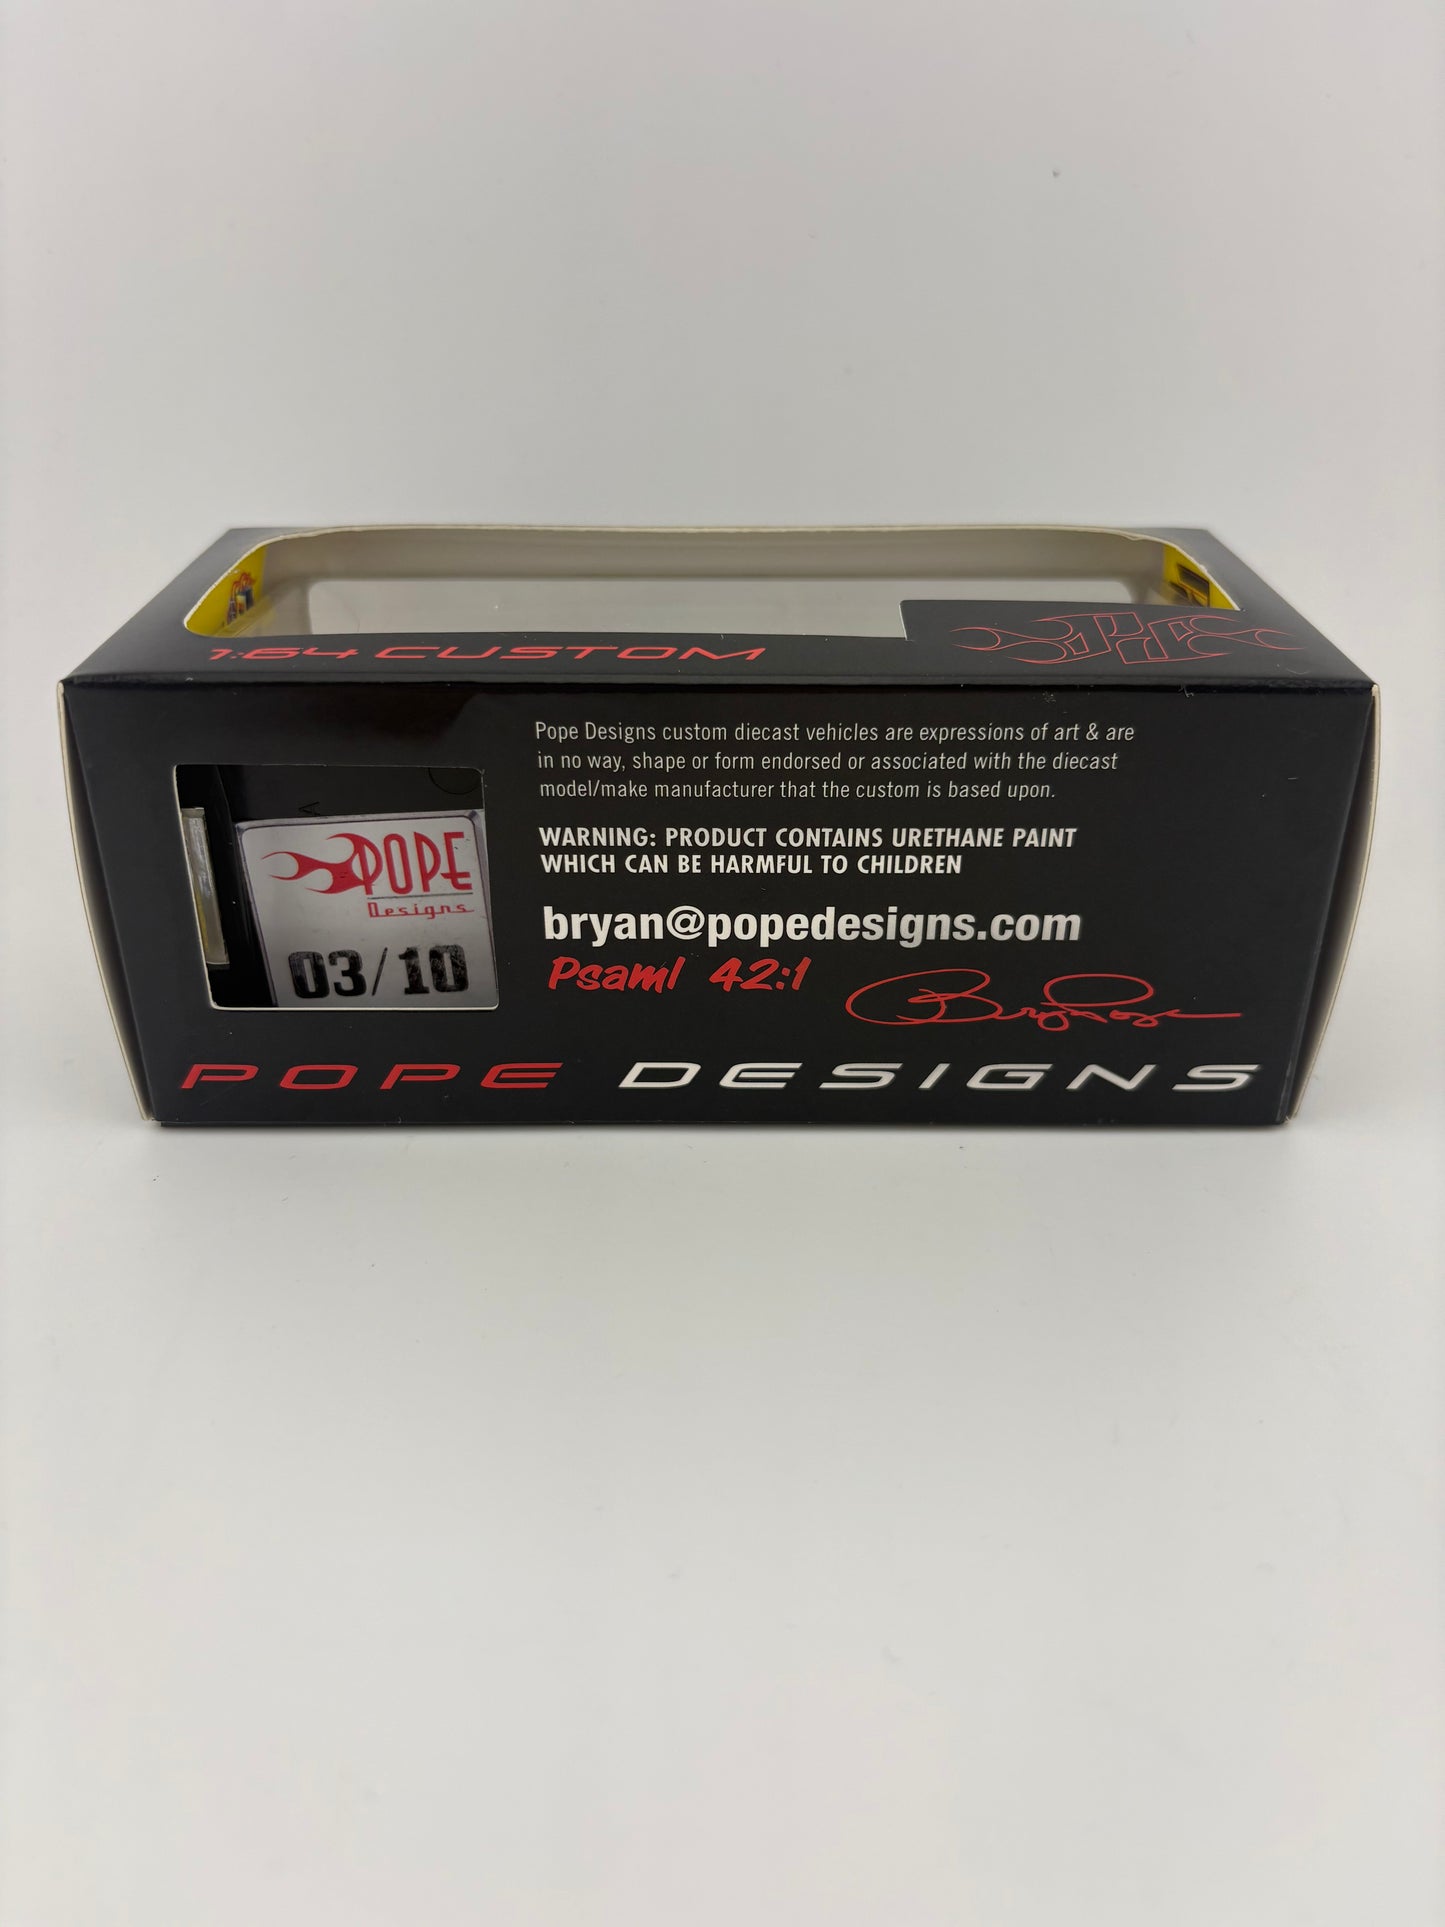 1:64 CUSTOM
Pope Designs custom diecast vehicles are expressions of art & are
in no way, shape or form endorsed or associated with the diecast
model/make manufacturer that the custom is based upon.
WARNING: PRODUCT CONTAINS URETHANE PAINT
WHICH CAN BE HARMFUL TO CHILDREN
POPE
Designs
03/10
bryan@popedesigns.com
Psaml 42:1
POPE DESIGNS